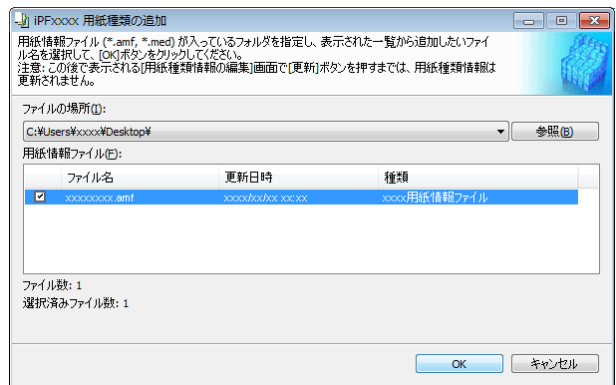 iPFxxxx 用紙種類の追加
用紙情報ファイル (*.amf, *.med) が入っているフォルダを指定し、表示された一覧から追加したいファイ
ル名を選択して、[OK]ボタンをクリックしてください。
注意: この後で表示される[用紙種類情報の編集]画面で[更新]ボタンを押すまでは、用紙種類情報は
更新されません。
ファイルの場所(I):
C:¥Users¥xxxx¥Desktop¥ 参照(B)
用紙情報ファイル(F):
ファイル名 更新日時 種類
xxxxxxxx.amf xxxx/xx/xx xx:xx xxxx用紙情報ファイル
ファイル数: 1
選択済みファイル数: 1
OK キャンセル